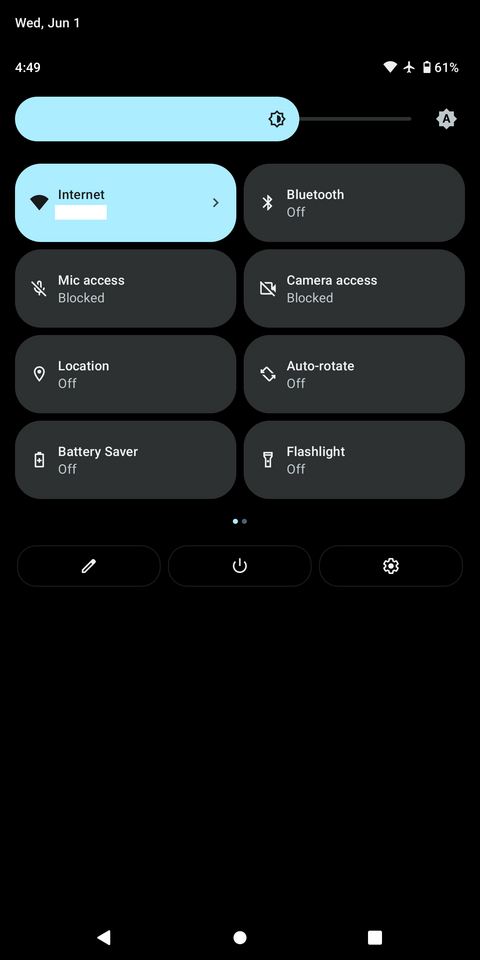 Wed, Jun 1
4:49
61%
A
Internet
Bluetooth
Off
Mic access
Blocked
Camera access
Blocked
Location
Off
Auto-rotate
Off
Battery Saver
Off
Flashlight
Off